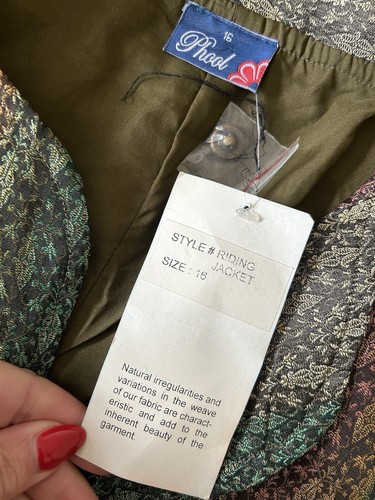 16
Phool
STYLE # RIDING
JACKET
SIZE : 16
Natural irregularities and
variations in the weave
of our fabric are charact-
eristic and add to the
inherent beauty of the
garment.